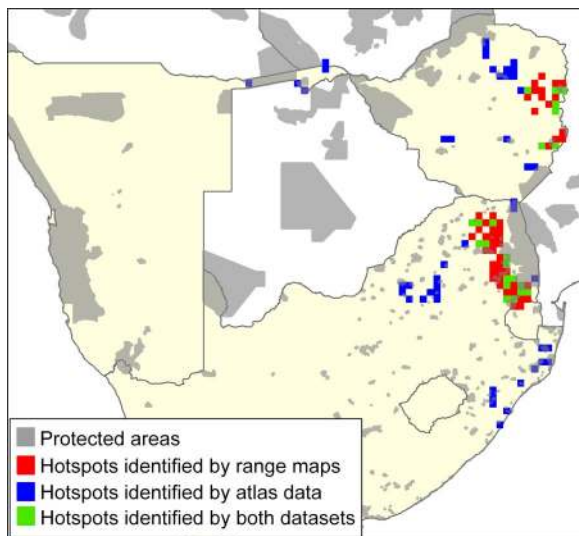 Protected areas
Hotspots identified by range maps
Hotspots identified by atlas data
Hotspots identified by both datasets